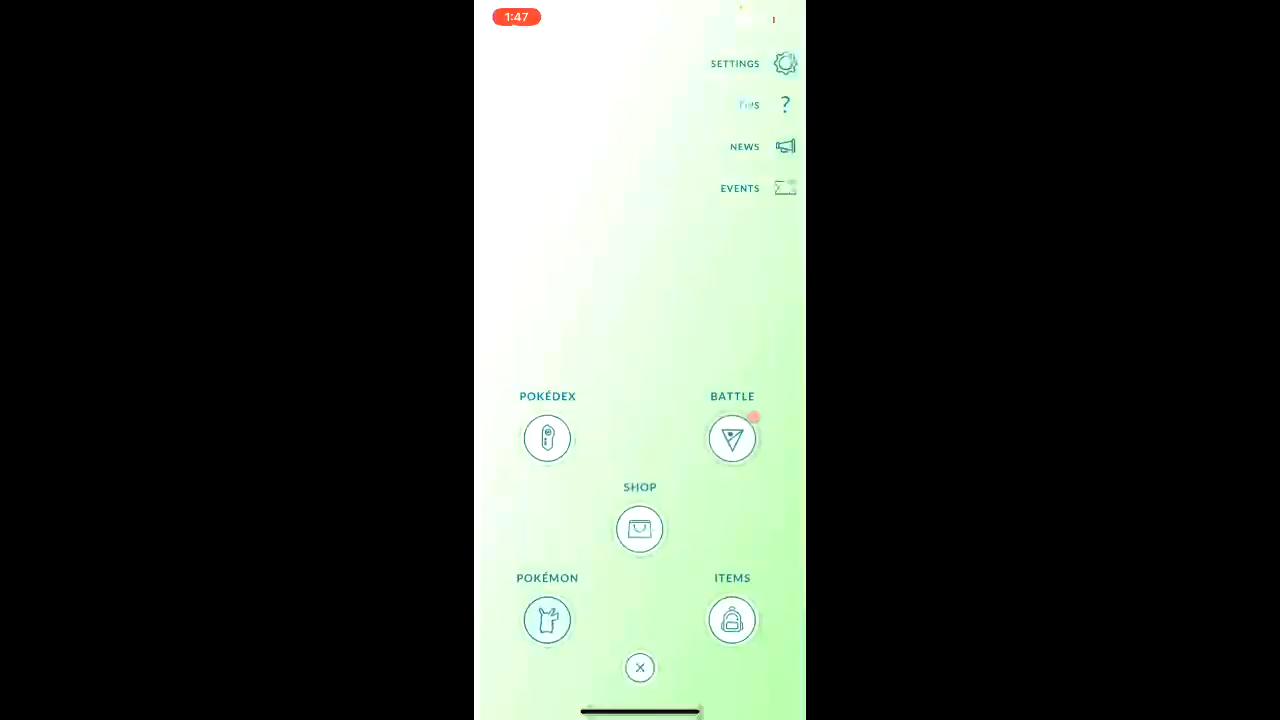 1:47
SETTINGS
?
NEWS
EVENTS
POKÉDEX
BATTLE
SHOP
POKÉMON
ITEMS